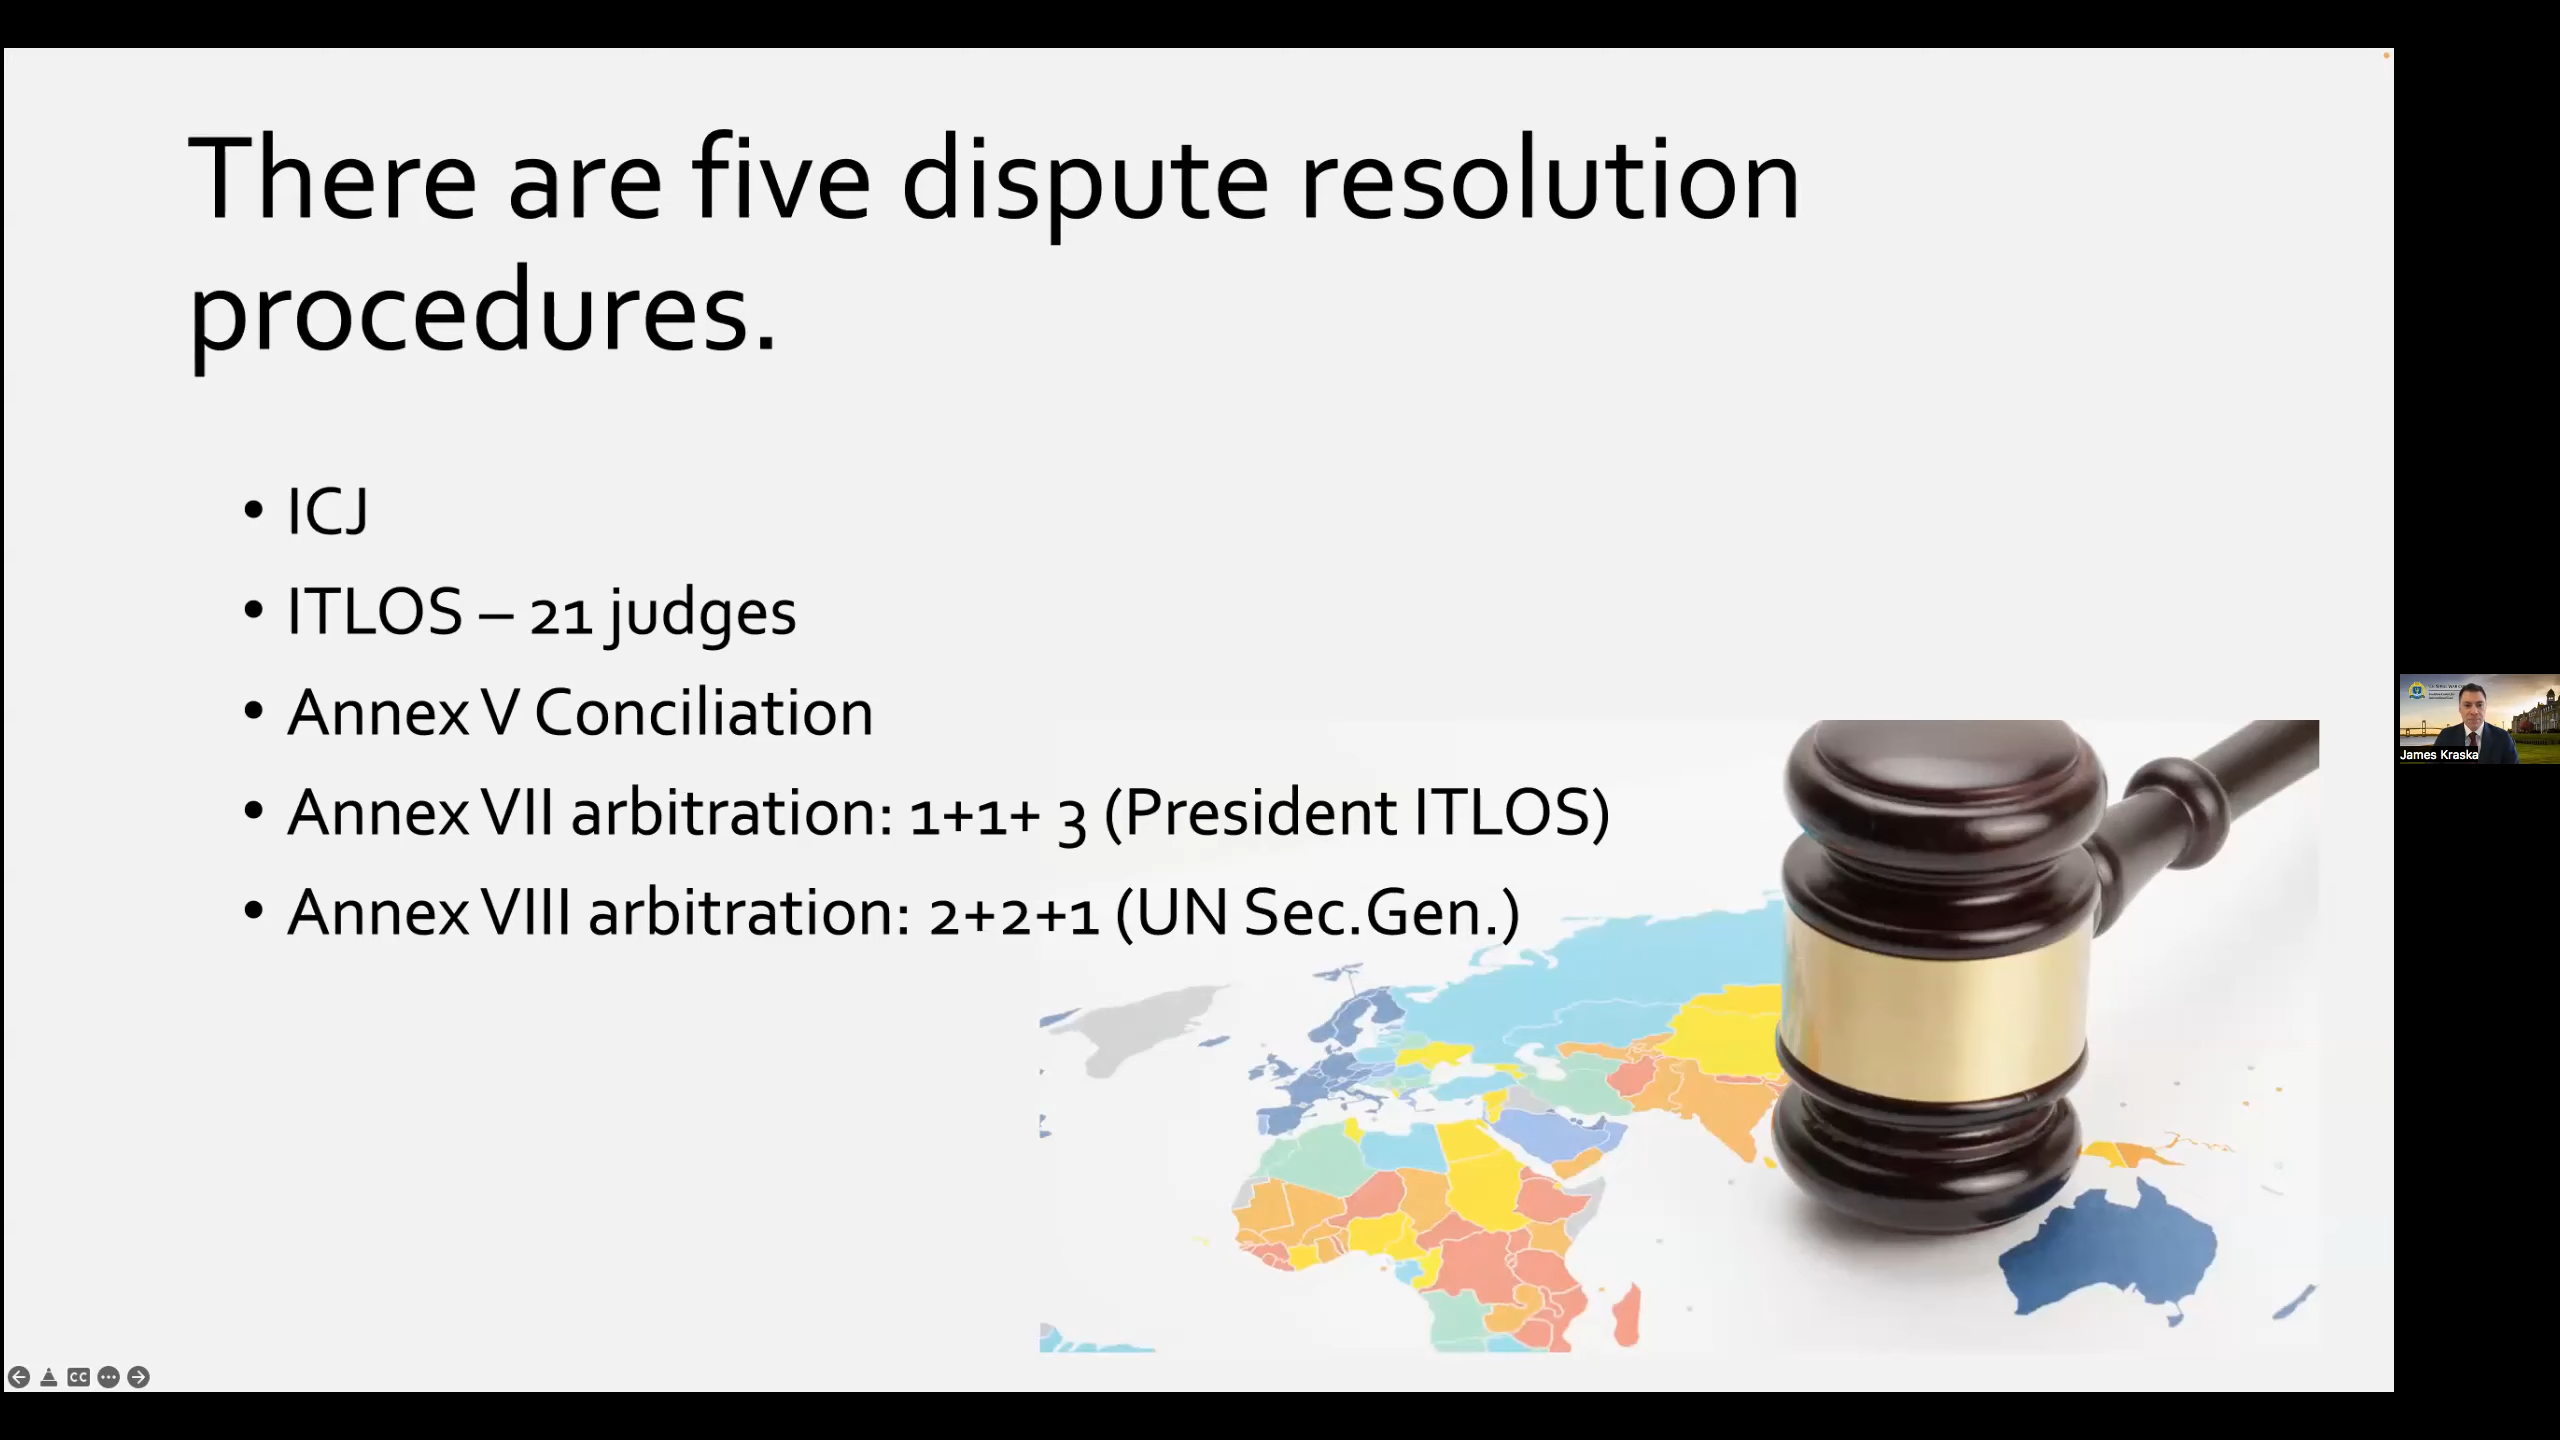 There are five dispute resolution
procedures.
• ICJ
• ITLOS – 21 judges
• Annex V Conciliation
• Annex VII arbitration: 1+1+ 3 (President ITLOS)
• Annex VIII arbitration: 2+2+1 (UN Sec.Gen.)
James Kraska
CC